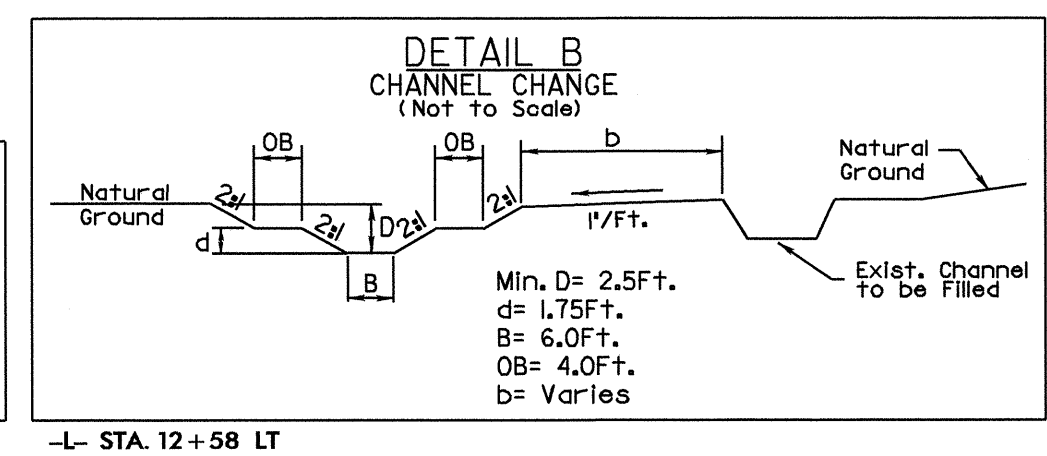 DETAIL B
CHANNEL CHANGE
(Not to Scale)
OB
OB
b
Natural
Ground
Natural
Ground
2:1
2:1
D
2:1
2:1
1"/Ft.
d
B
Exist. Channel
to be Filled
Min. D= 2.5Ft.
d= 1.75Ft.
B= 6.0Ft.
OB= 4.0Ft.
b= Varies
-L- STA. 12+58 LT